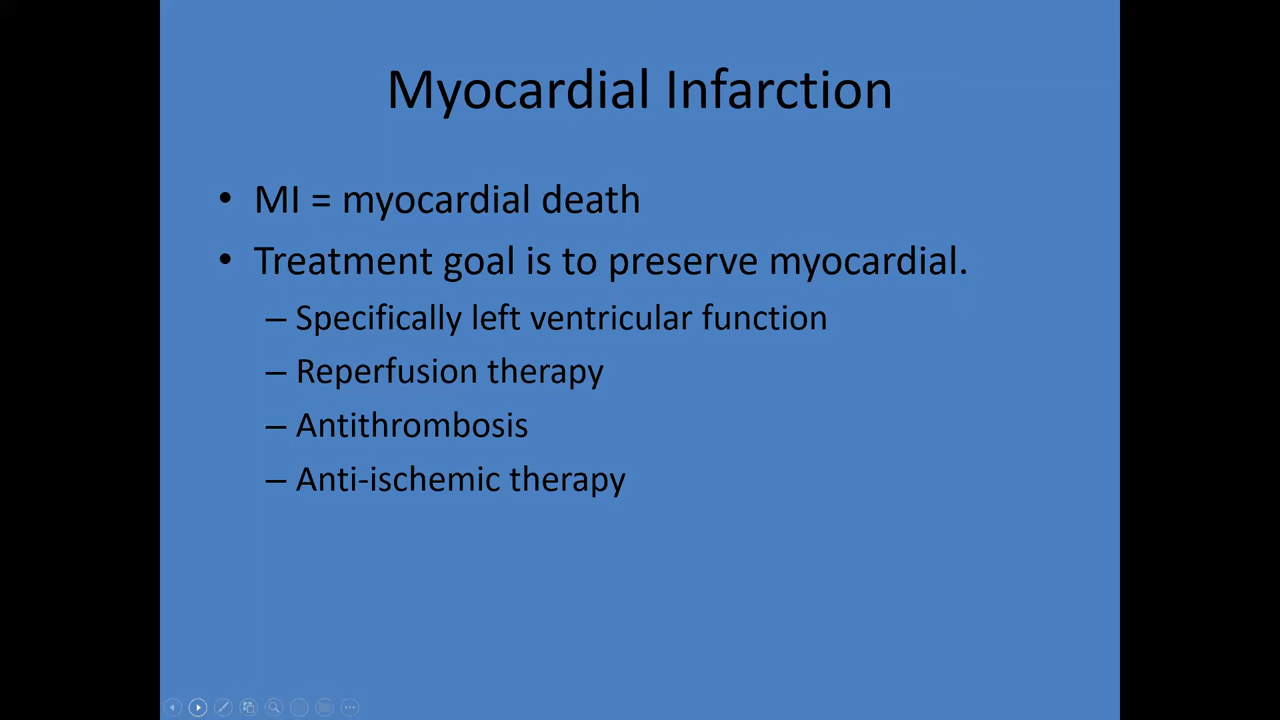 Myocardial Infarction
• MI = myocardial death
• Treatment goal is to preserve myocardial.
– Specifically left ventricular function
– Reperfusion therapy
– Antithrombosis
– Anti-ischemic therapy